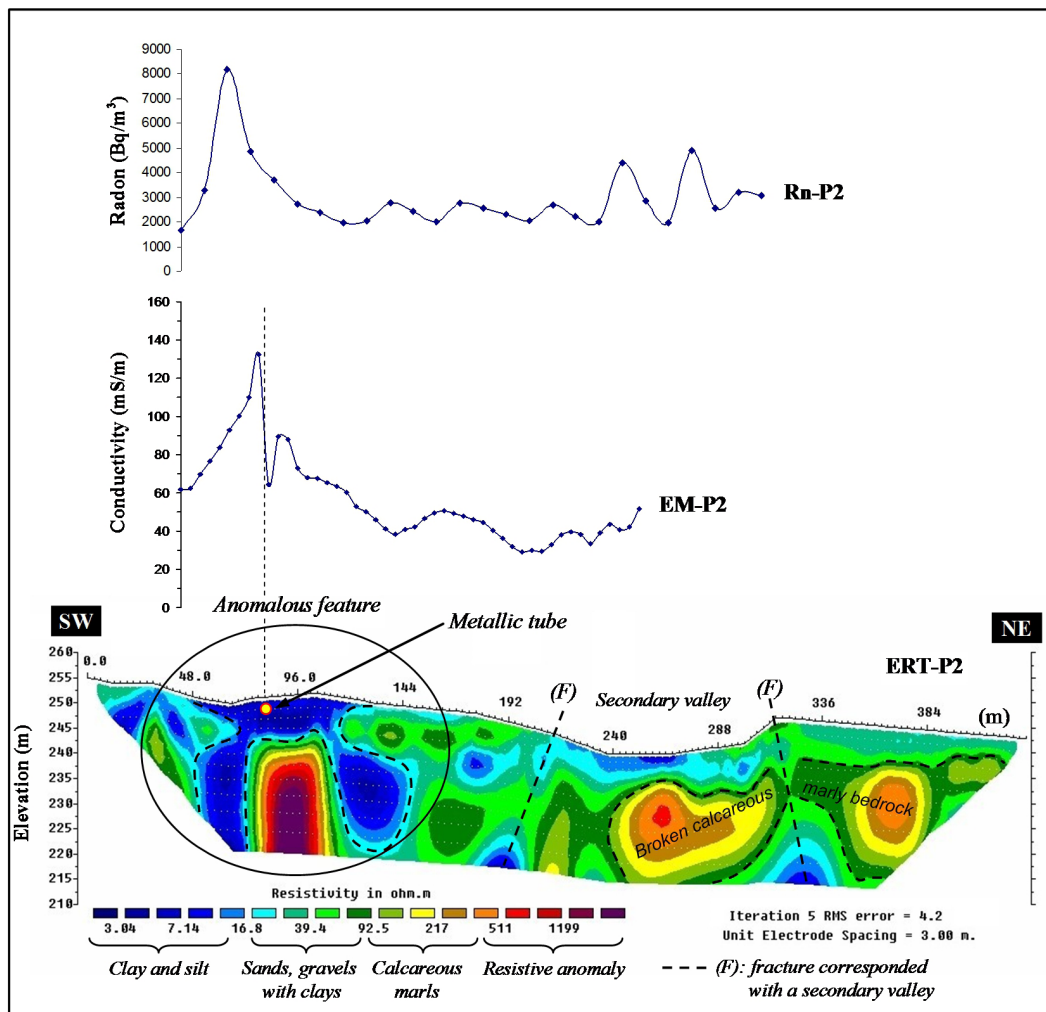 9000
8000
7000
6000
5000
4000
3000
2000
1000
0
Radon (Bq/m³)
Rn-P2
160
140
120
100
80
60
40
20
0
Conductivity (mS/m)
EM-P2
Anomalous feature
SW
Metallic tube
NE
ERT-P2
260
255
250
245
240
235
230
225
220
215
210
Elevation (m)
0.0
48.0
96.0
144
192
240
288
336
384
(m)
(F)
Secondary valley
(F)
Broken calcareous
marly bedrock
Resistivity in ohm.m
3.04 7.14 16.8 39.4 92.5 217 511 1199
Iteration 5 RMS error = 4.2
Unit Electrode Spacing = 3.00 m.
Clay and silt
Sands, gravels
with clays
Calcareous
marls
Resistive anomaly
(F): fracture corresponded
with a secondary valley